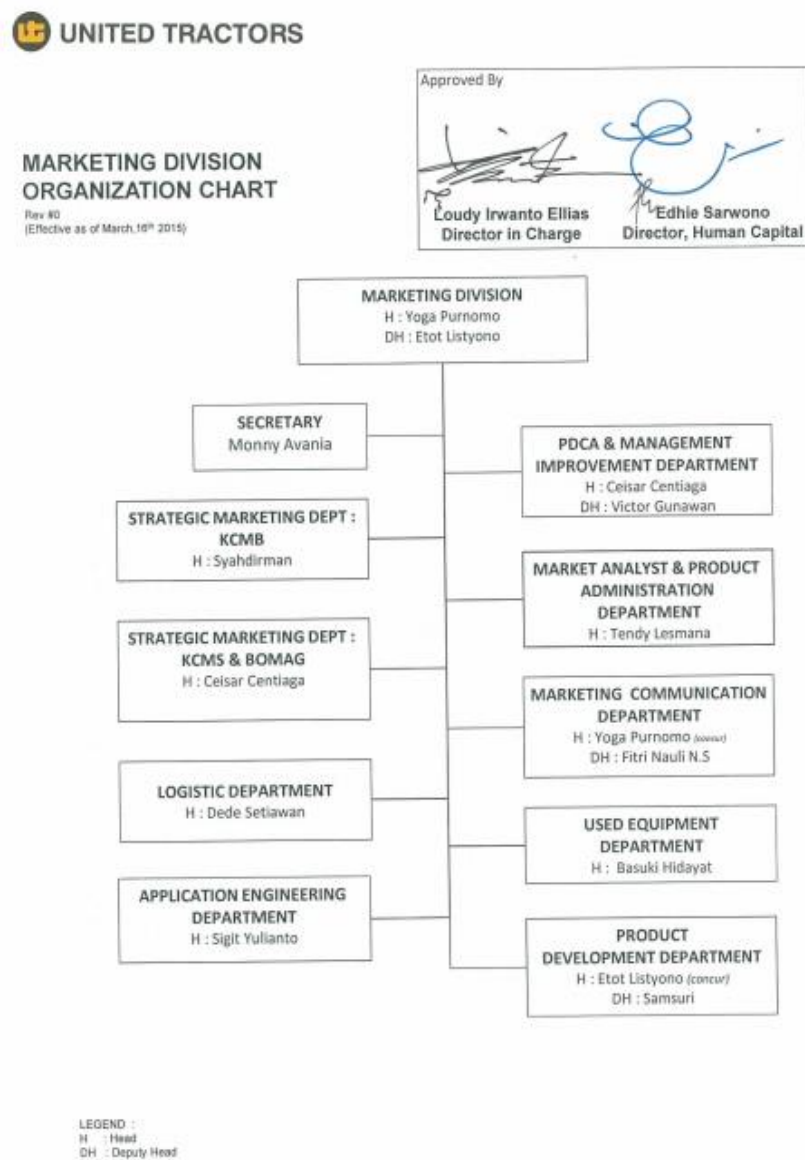 UNITED TRACTORS
Approved By
MARKETING DIVISION
ORGANIZATION CHART
Rev #0
(Effective as of March,16th 2015)
Loudy Irwanto Ellias
Director in Charge
Edhie Sarwono
Director, Human Capital
MARKETING DIVISION
H : Yoga Purnomo
DH : Etot Listyono
SECRETARY
Monny Avania
PDCA & MANAGEMENT
IMPROVEMENT DEPARTMENT
H : Ceisar Centiaga
DH : Victor Gunawan
STRATEGIC MARKETING DEPT :
KCMB
H : Syahdirman
MARKET ANALYST & PRODUCT
ADMINISTRATION
DEPARTMENT
H : Tendy Lesmana
STRATEGIC MARKETING DEPT :
KCMS & BOMAG
H : Ceisar Centiaga
MARKETING COMMUNICATION
DEPARTMENT
H : Yoga Purnomo (concur)
DH : Fitri Nauli N.S
LOGISTIC DEPARTMENT
H : Dede Setiawan
USED EQUIPMENT
DEPARTMENT
H : Basuki Hidayat
APPLICATION ENGINEERING
DEPARTMENT
H : Sigit Yulianto
PRODUCT
DEVELOPMENT DEPARTMENT
H : Etot Listyono (concur)
DH : Samsuri
LEGEND :
H : Head
DH : Deputy Head